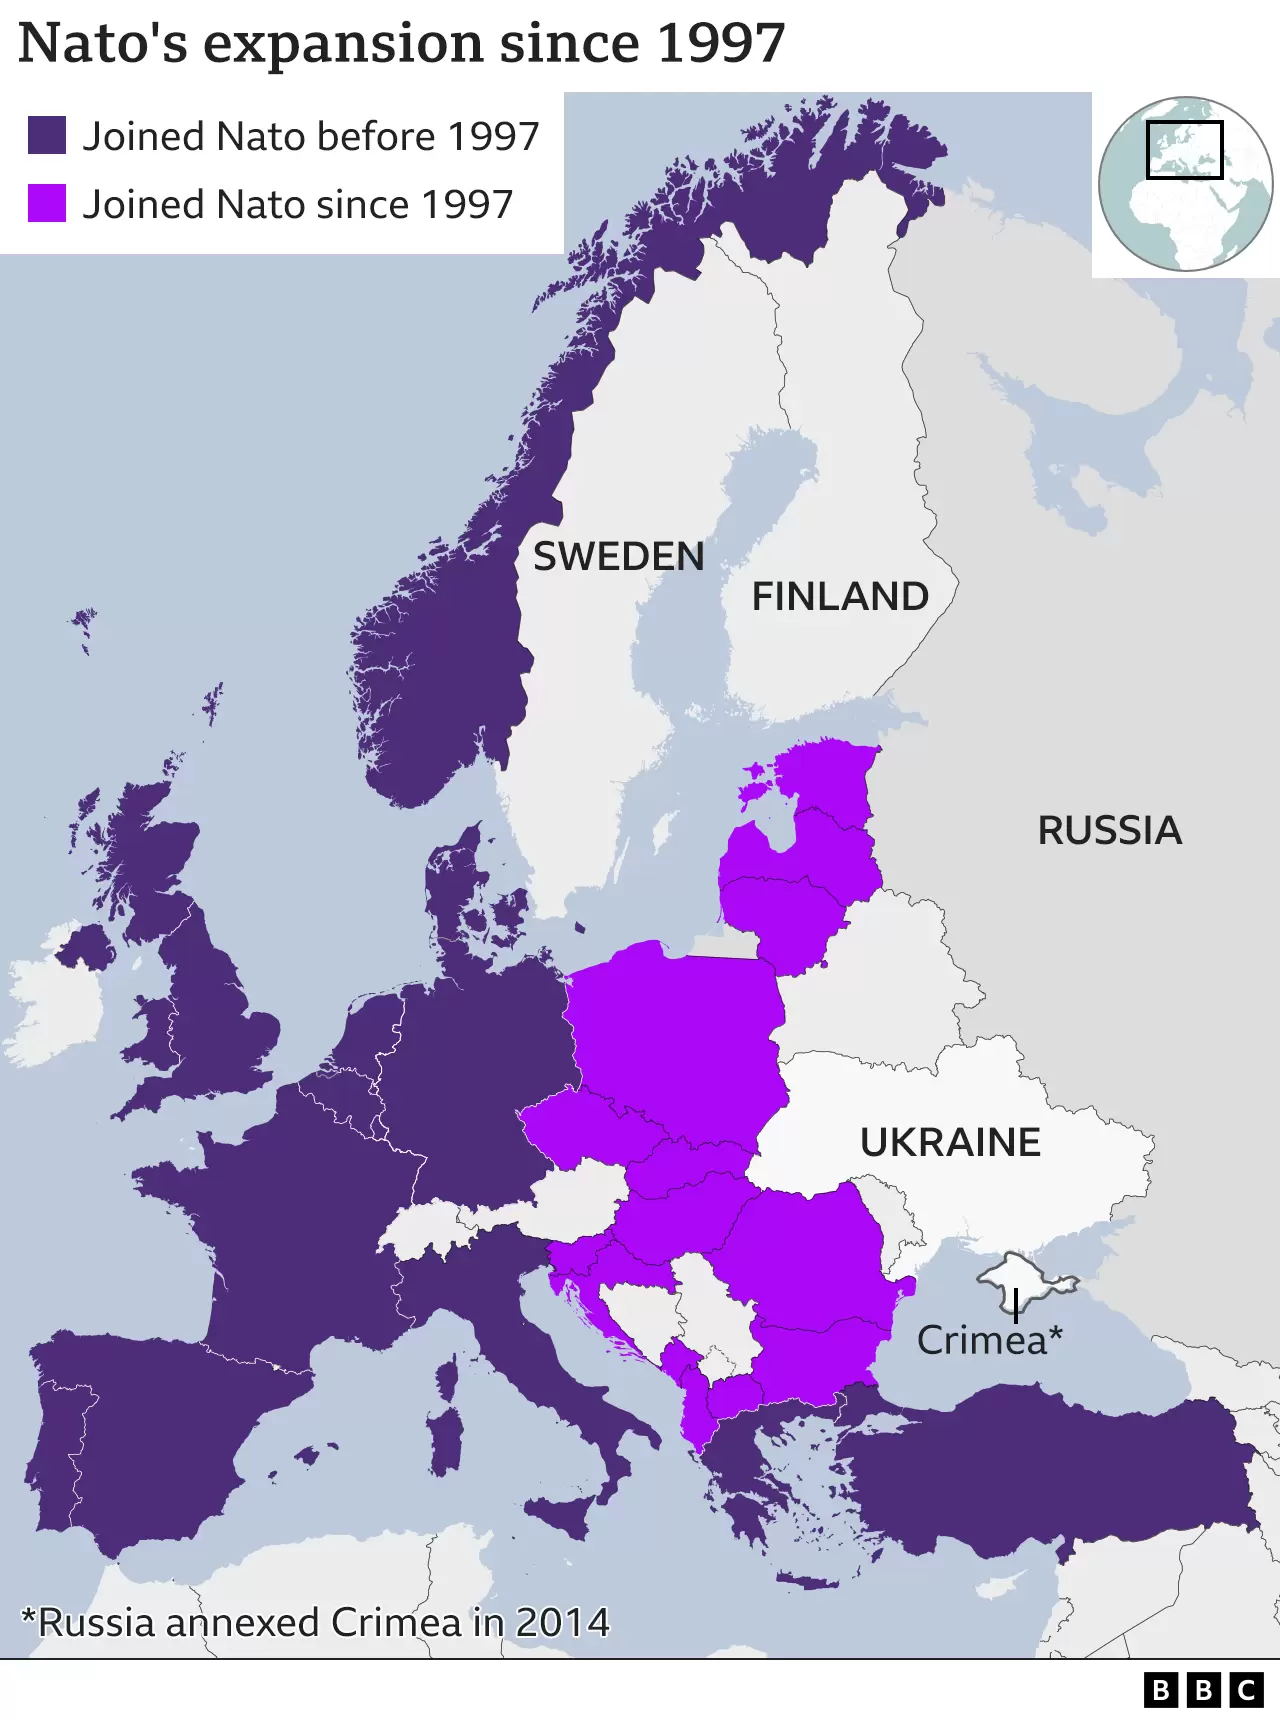 Nato's expansion since 1997
Joined Nato before 1997
Joined Nato since 1997
SWEDEN
FINLAND
RUSSIA
UKRAINE
Crimea*
*Russia annexed Crimea in 2014
BBC